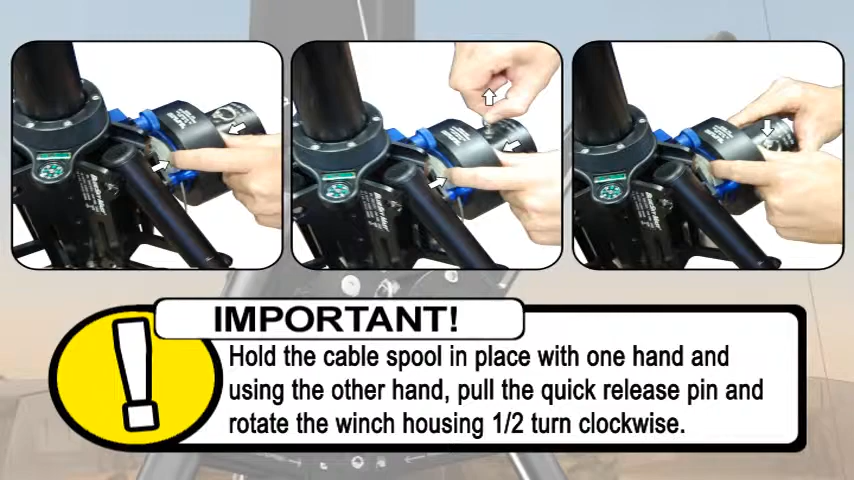 IMPORTANT!
Hold the cable spool in place with one hand and
using the other hand, pull the quick release pin and
rotate the winch housing 1/2 turn clockwise.